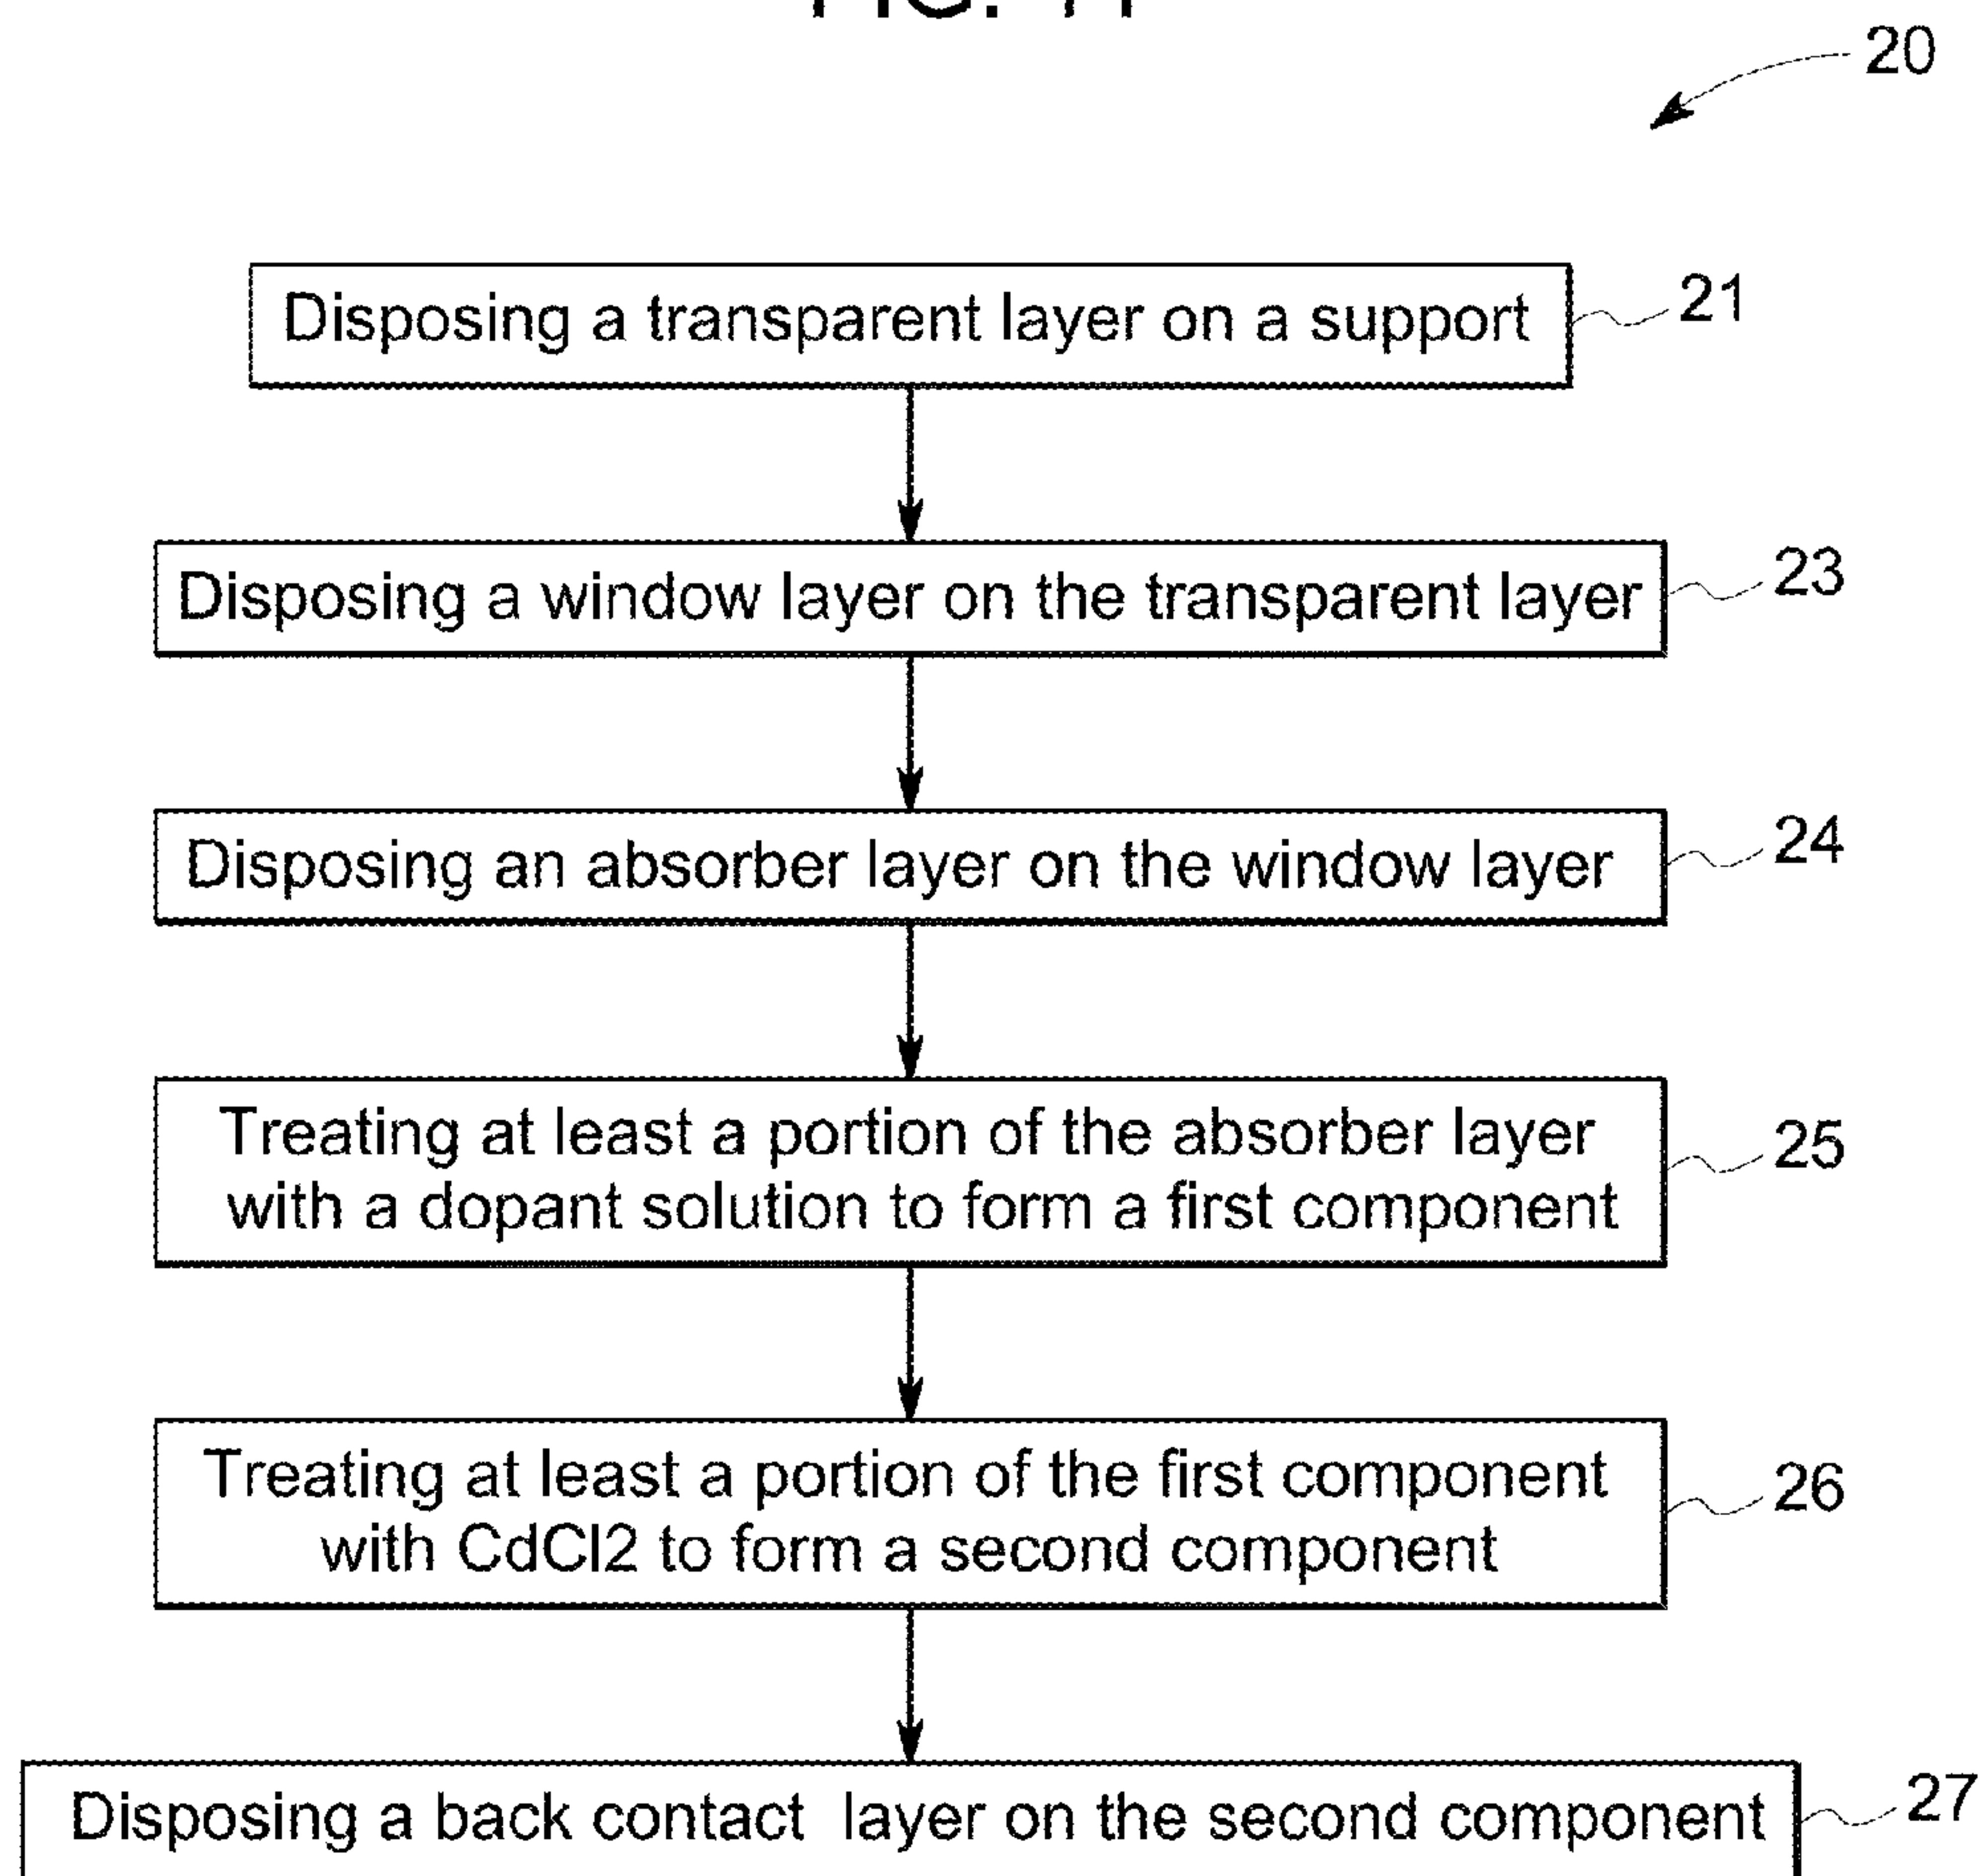 FIG.
20
Disposing a transparent layer on a support
21
Disposing a window layer on the transparent layer
23
Disposing an absorber layer on the window layer
24
Treating at least a portion of the absorber layer
with a dopant solution to form a first component
25
Treating at least a portion of the first component
with CdCl2 to form a second component
26
Disposing a back contact layer on the second component
27